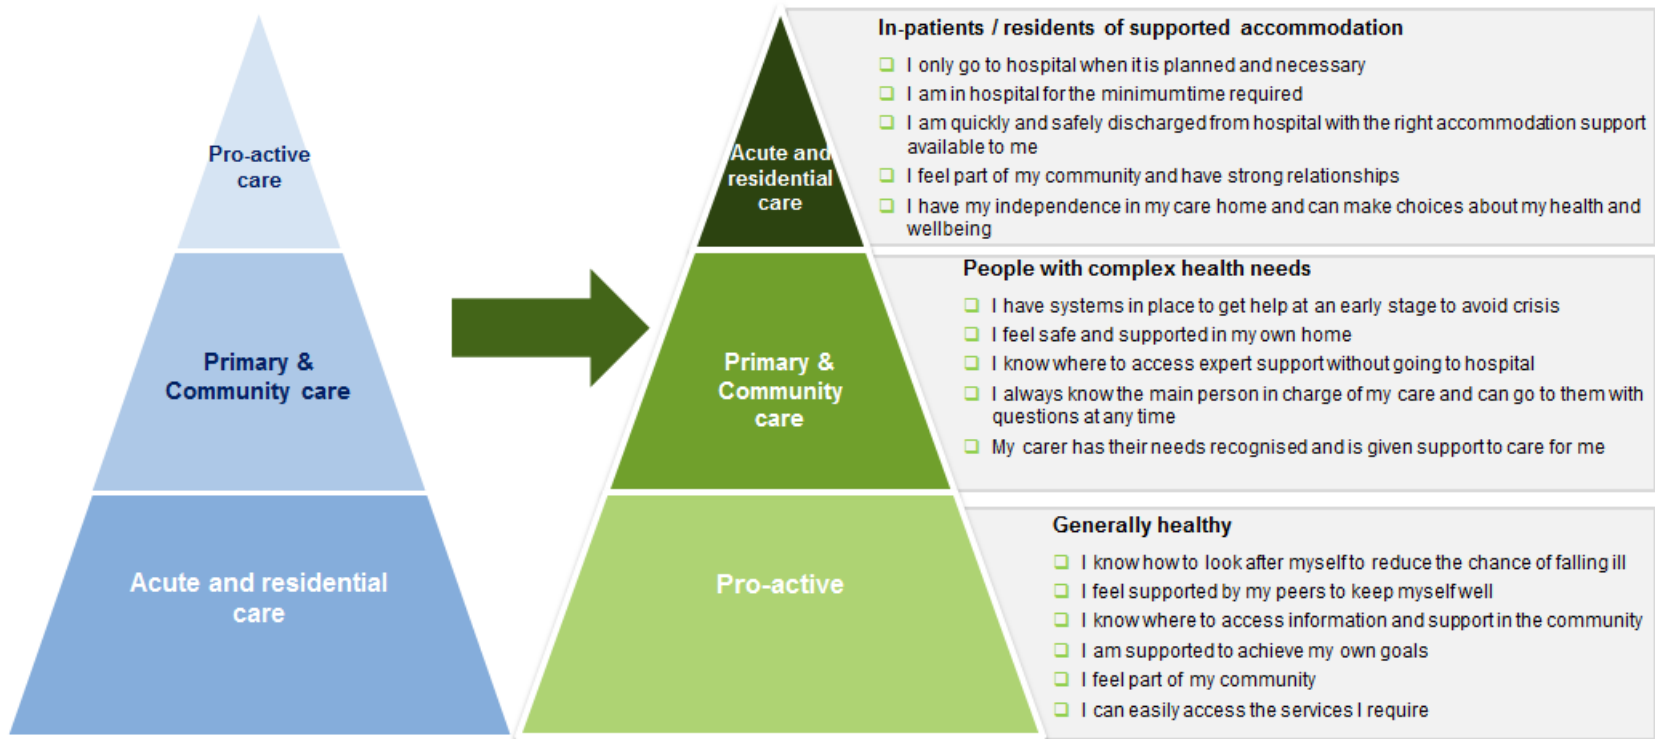 Pro-active
care
Primary &
Community care
Acute and residential
care
Acute and
residential
care
Primary &
Community
care
Pro-active
In-patients / residents of supported accommodation
I only go to hospital when it is planned and necessary
I am in hospital for the minimum time required
I am quickly and safely discharged from hospital with the right accommodation support
available to me
I feel part of my community and have strong relationships
I have my independence in my care home and can make choices about my health and
wellbeing
People with complex health needs
I have systems in place to get help at an early stage to avoid crisis
I feel safe and supported in my own home
I know where to access expert support without going to hospital
I always know the main person in charge of my care and can go to them with
questions at any time
My carer has their needs recognised and is given support to care for me
Generally healthy
I know how to look after myself to reduce the chance of falling ill
I feel supported by my peers to keep myself well
I know where to access information and support in the community
I am supported to achieve my own goals
I feel part of my community
I can easily access the services I require